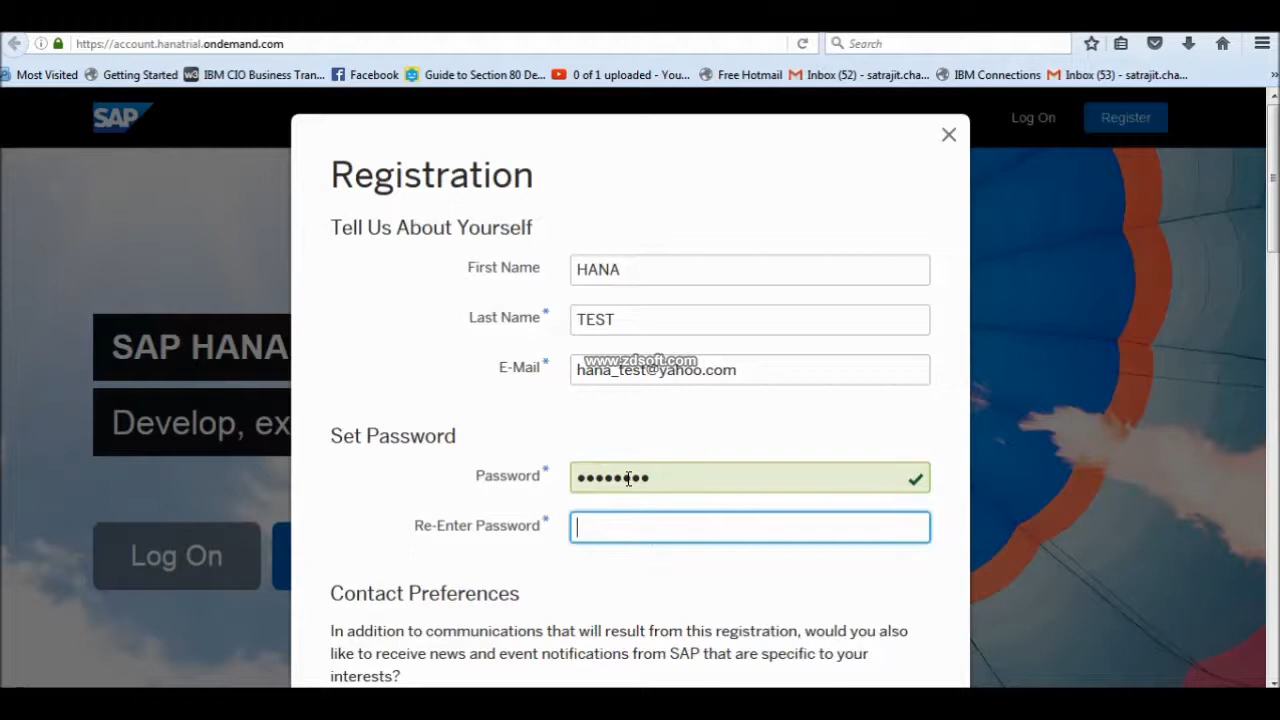 https://account.hanatrial.ondemand.com
Search
Most Visited
Getting Started
w3
IBM CIO Business Tran...
Facebook
Guide to Section 80 De...
0 of 1 uploaded - You...
Free Hotmail
Inbox (52) - satrajit.cha...
IBM Connections
Inbox (53) - satrajit.cha...
»
SAP
Log On
Register
Registration
Tell Us About Yourself
First Name
HANA
Last Name*
TEST
www.zdsoft.com
E-Mail*
hana_test@yahoo.com
SAP HANA
Develop, ex
Set Password
Password*
••••••••
Re-Enter Password*
Log On
Contact Preferences
In addition to communications that will result from this registration, would you also
like to receive news and event notifications from SAP that are specific to your
interests?